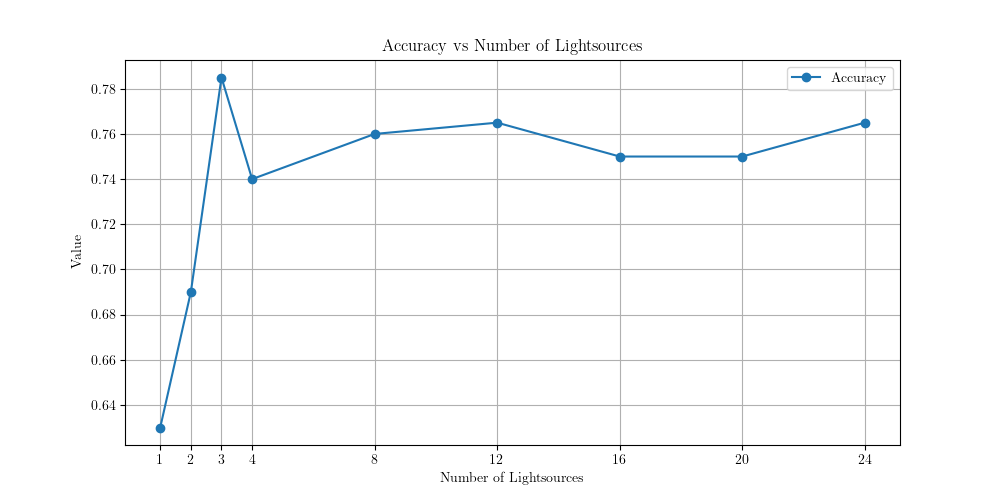 Accuracy vs Number of Lightsources
Accuracy
0.78
0.76
0.74
0.72
0.70
0.68
0.66
0.64
Value
1 2 3 4 8 12 16 20 24
Number of Lightsources